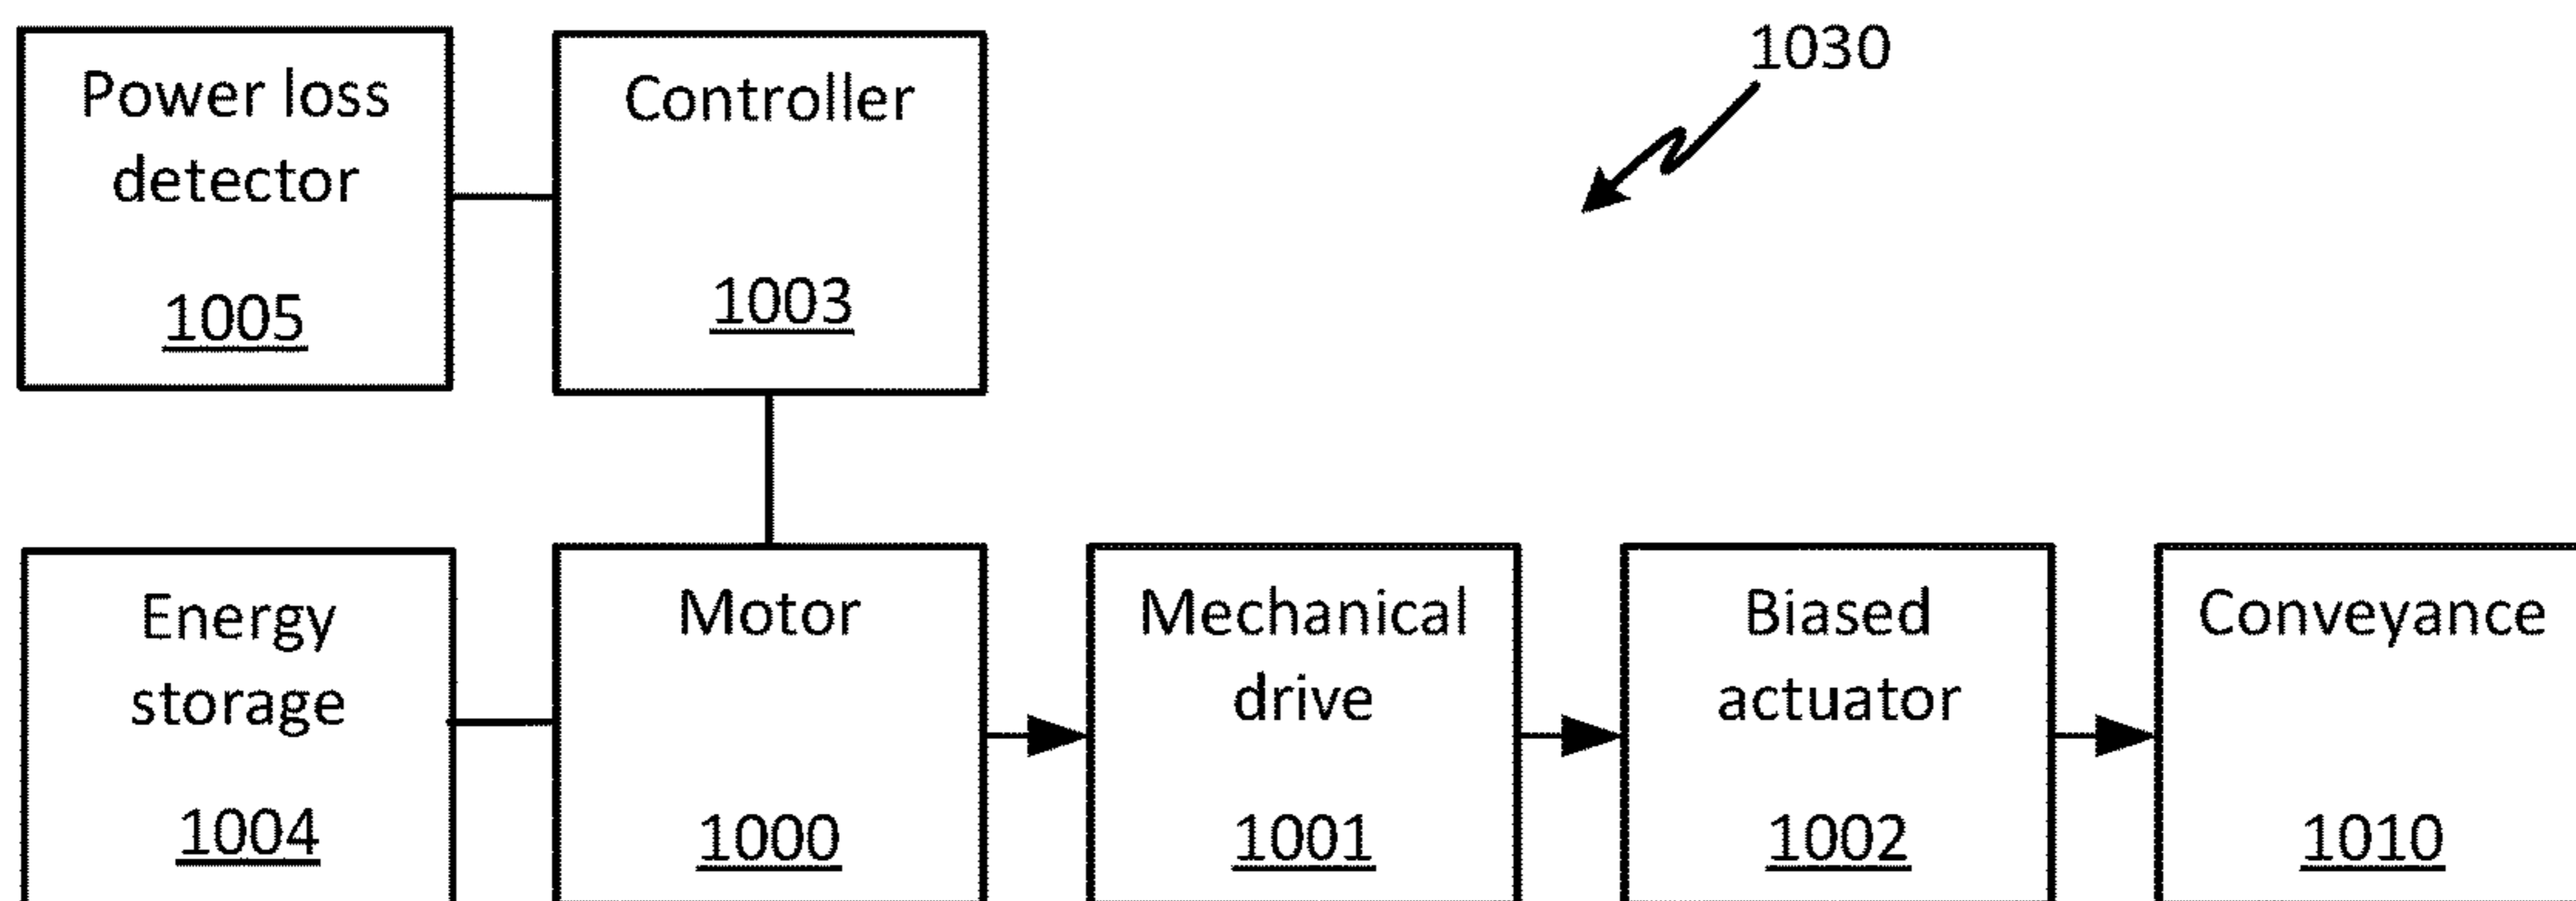 Power loss
detector
1005
Controller
1003
1030
Energy
storage
1004
Motor
1000
Mechanical
drive
1001
Biased
actuator
1002
Conveyance
1010